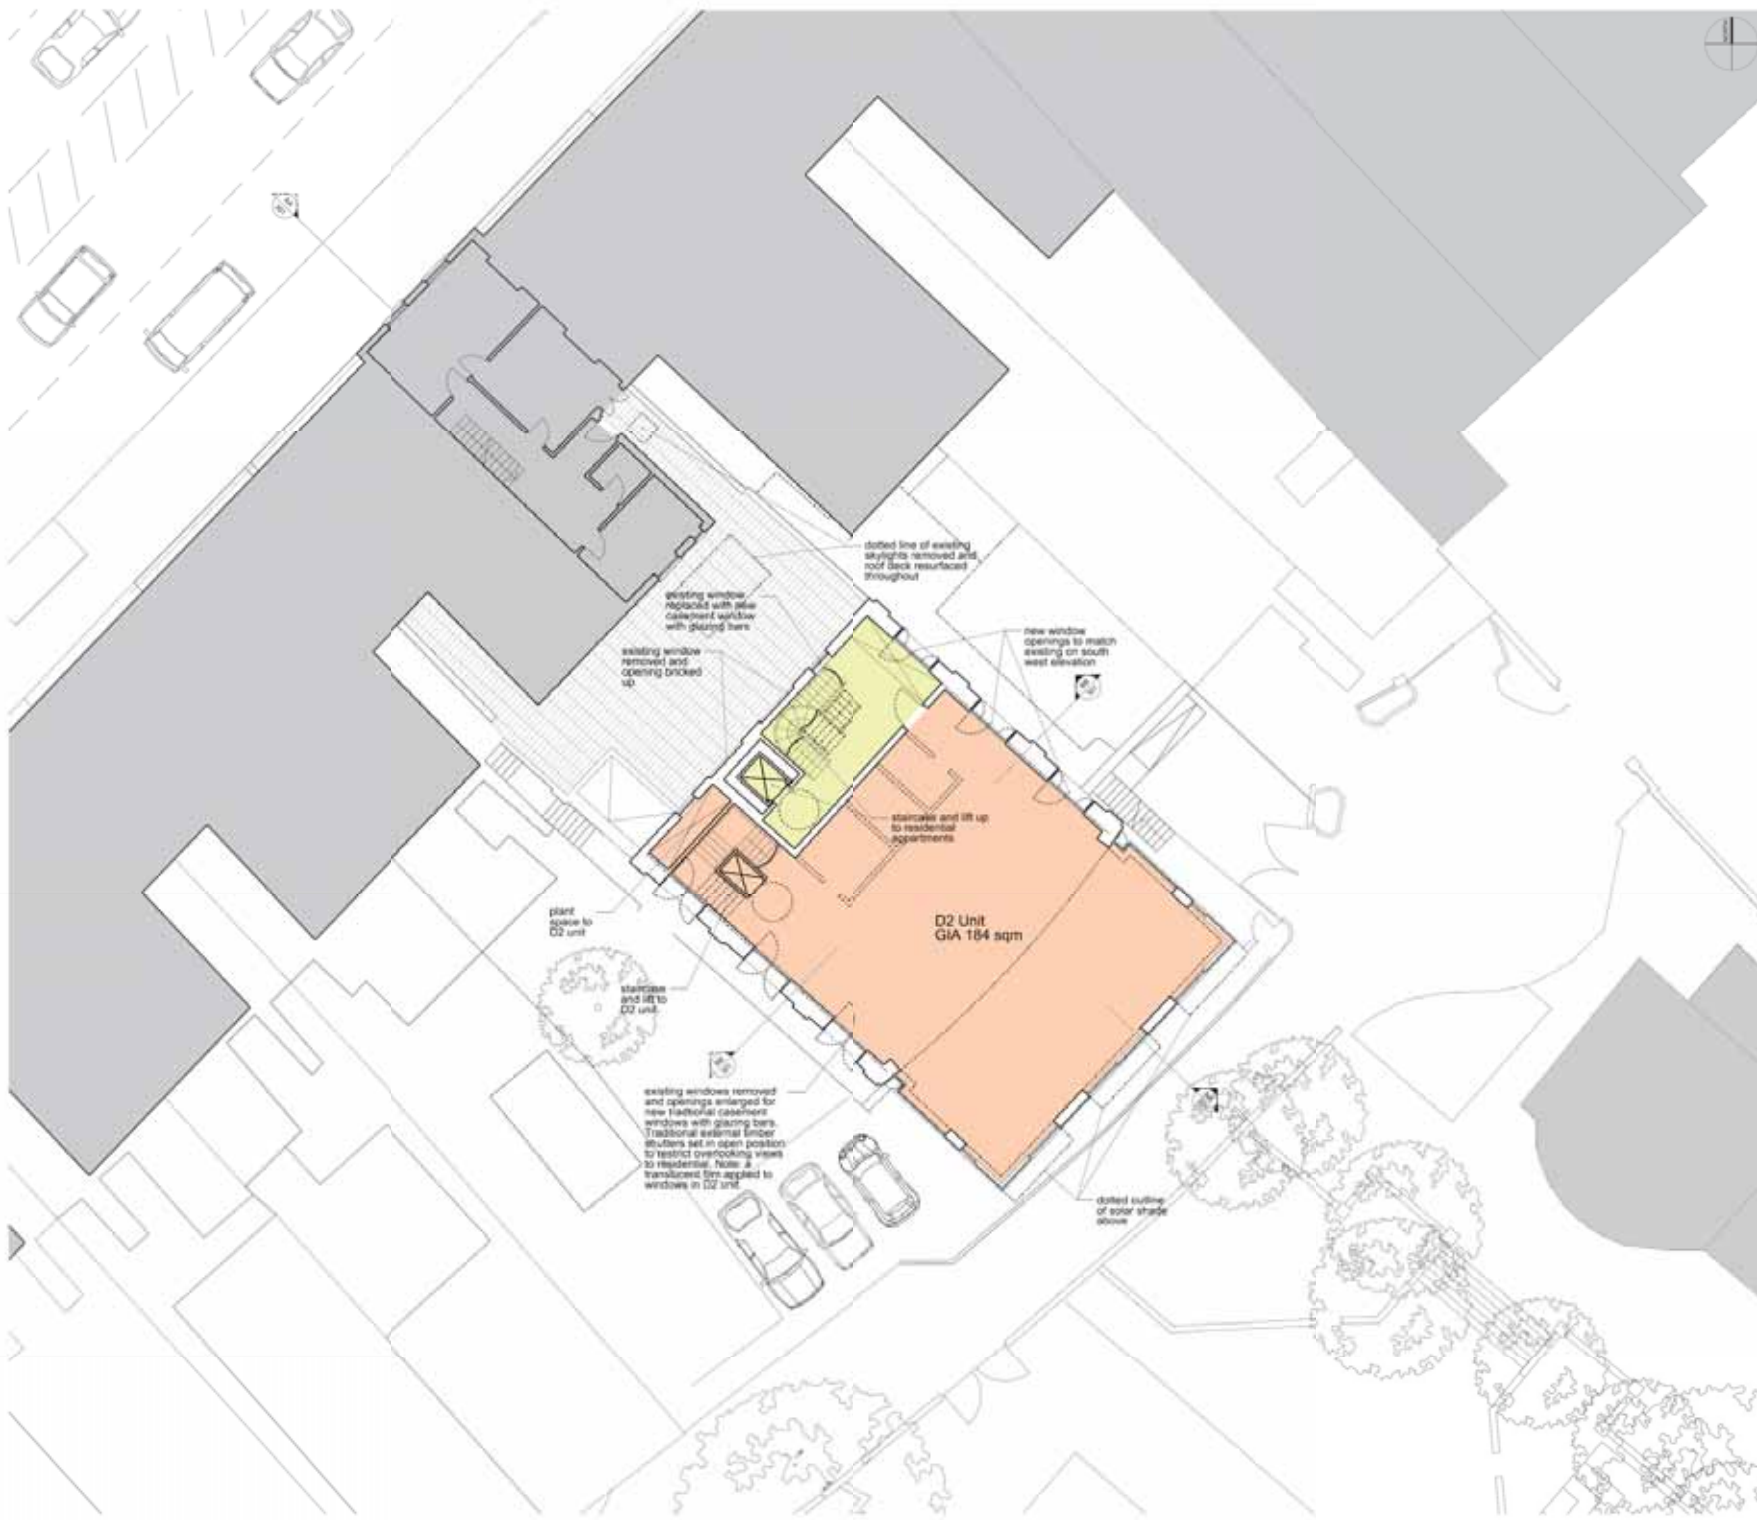 dotted line of existing
skylights removed and
roof deck resurfaced
throughout
existing window
replaced with new
casement window
with glazing bars
new window
openings to match
existing on south
west elevation
existing window
removed and
opening bricked
up
staircase and lift up
to residential
appartments
plant
space to
D2 unit
D2 Unit
GIA 184 sqm
staircase
and lift to
D2 unit
existing windows removed
and openings enlarged for
new traditional casement
windows with glazing bars.
Traditional external timber
shutters set in open position
to restrict overlooking views
to residential. Note: a
translucent film applied to
windows in D2 unit
dotted outline
of solar shade
above